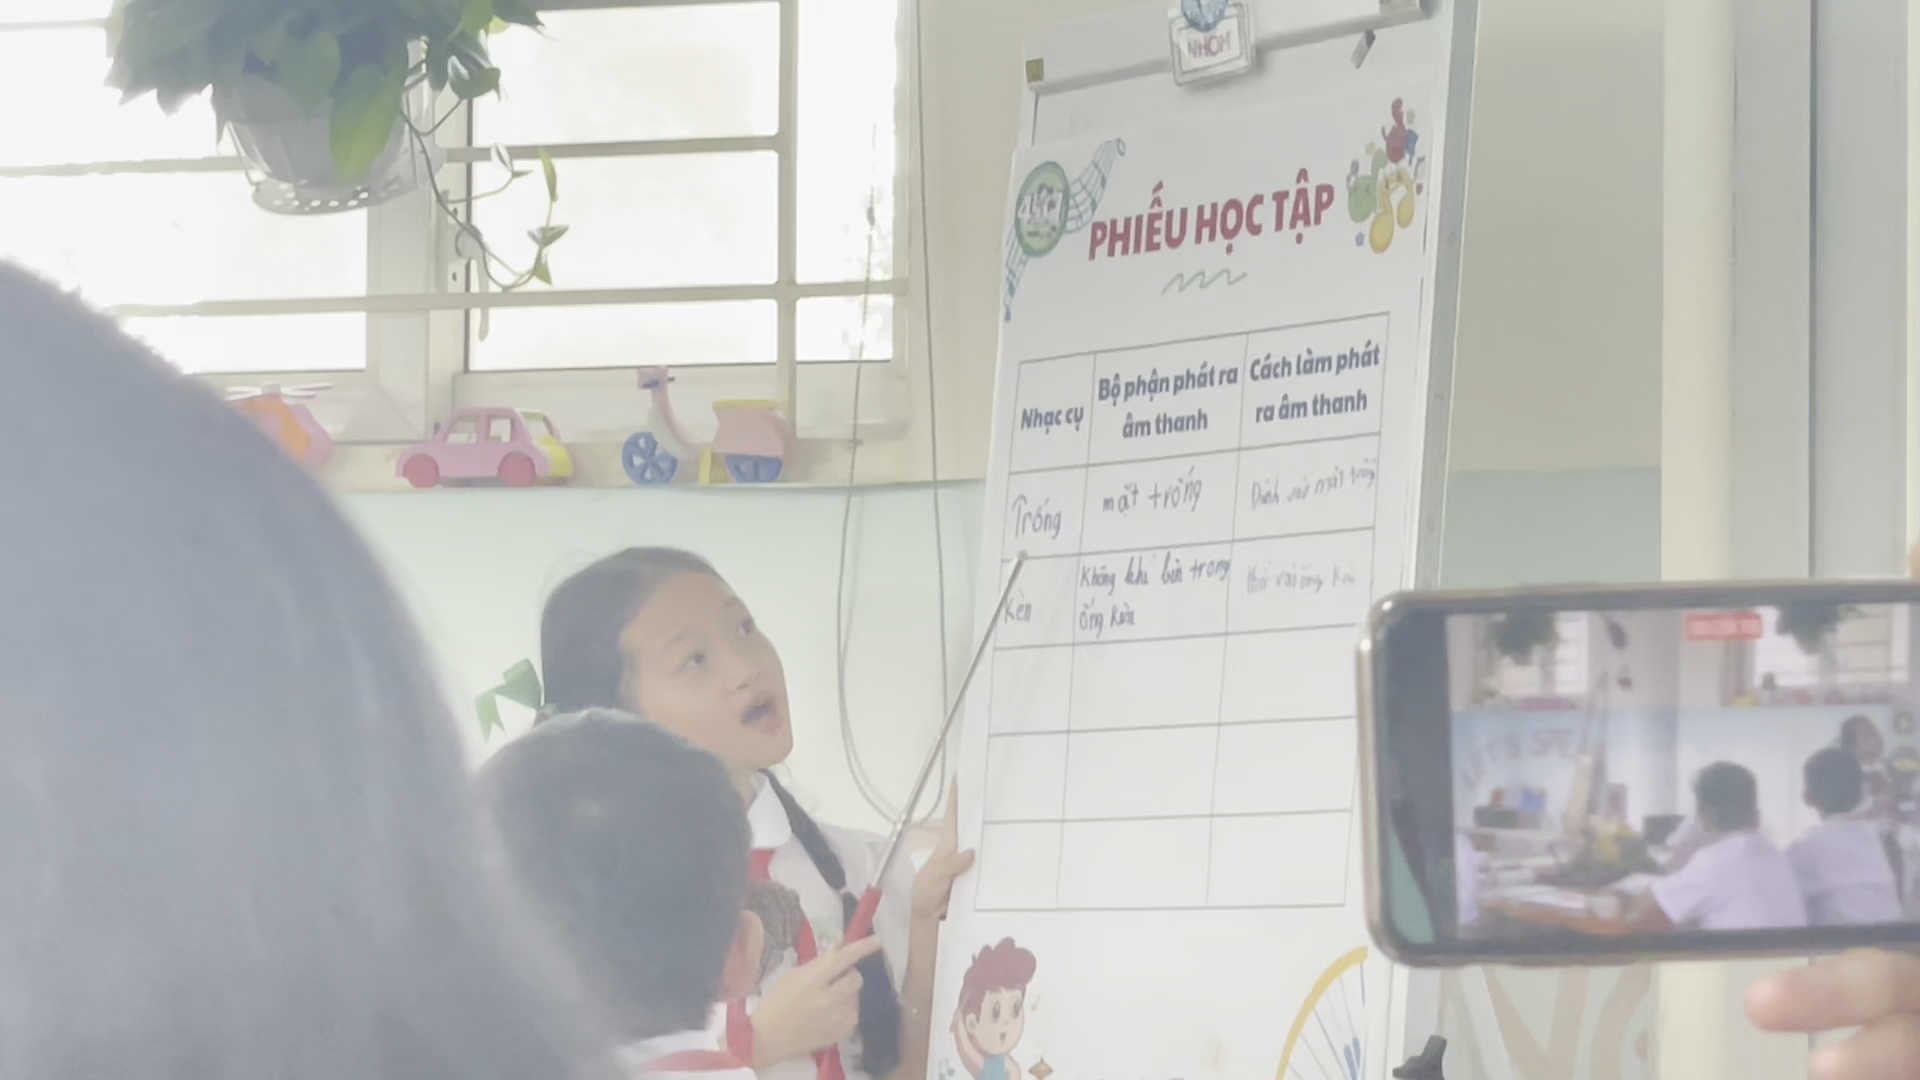 NHÓM
PHIẾU HỌC TẬP
Nhạc cụ
Bộ phận phát ra
âm thanh
Cách làm phát
ra âm thanh
Trống
mặt trống
Đánh vào mặt trống
Kèn
Không khí bên trong
ống kèn
thổi vào ống kèn